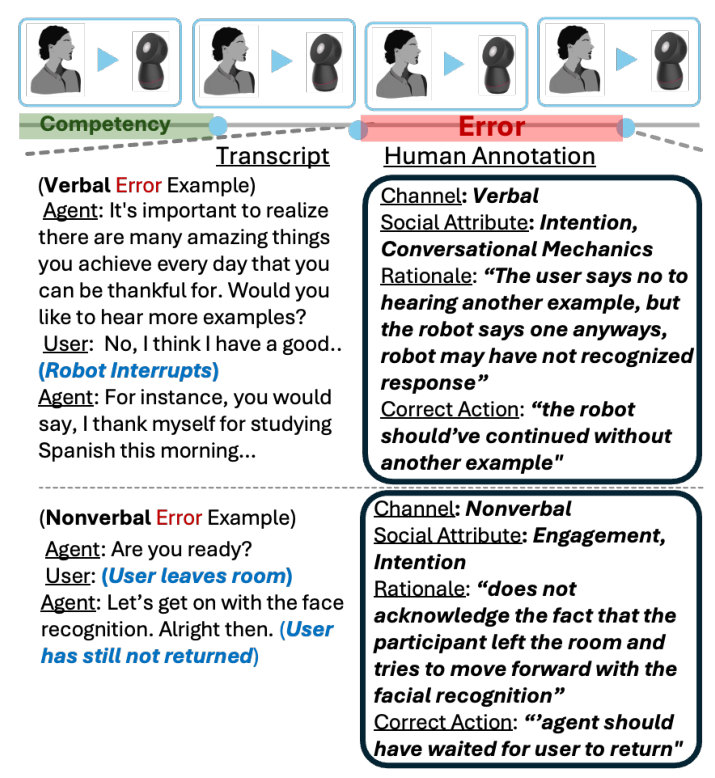 Competency
Error
Transcript
Human Annotation
(Verbal Error Example)
Agent: It's important to realize
there are many amazing things
you achieve every day that you
can be thankful for. Would you
like to hear more examples?
User:  No, I think I have a good..
(Robot Interrupts)
Agent: For instance, you would
say, I thank myself for studying
Spanish this morning...
Channel: Verbal
Social Attribute: Intention,
Conversational Mechanics
Rationale: “The user says no to
hearing another example, but
the robot says one anyways,
robot may have not recognized
response”
Correct Action: “the robot
should’ve continued without
another example"
(Nonverbal Error Example)
Agent: Are you ready?
User: (User leaves room)
Agent: Let’s get on with the face
recognition. Alright then. (User
has still not returned)
Channel: Nonverbal
Social Attribute: Engagement,
Intention
Rationale: “does not
acknowledge the fact that the
participant left the room and
tries to move forward with the
facial recognition”
Correct Action: “’agent should
have waited for user to return"